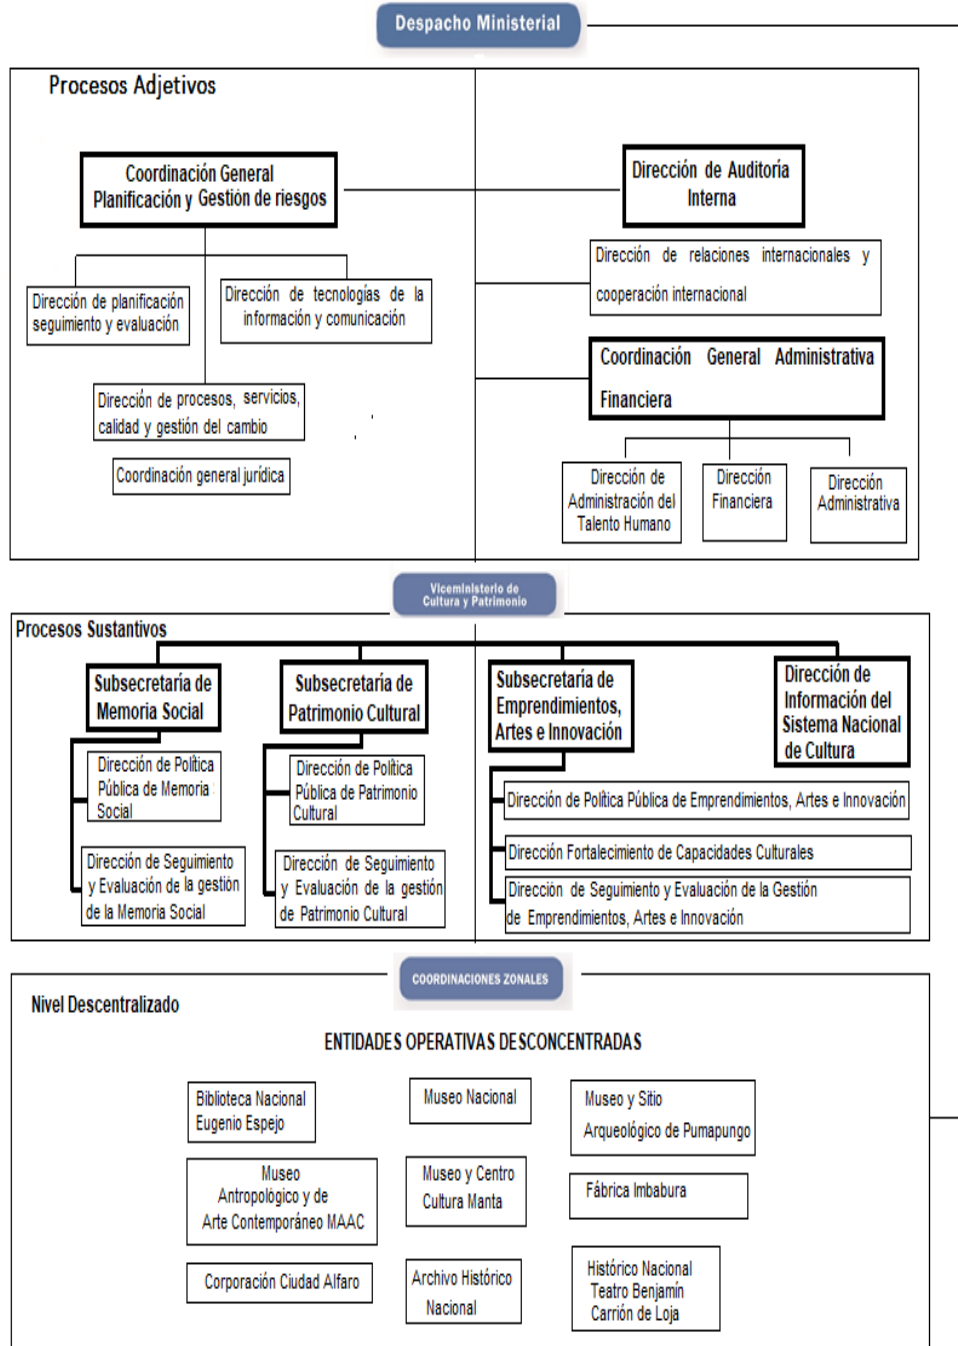 Despacho Ministerial
Procesos Adjetivos
Coordinación General
Planificación y Gestión de riesgos
Dirección de Auditoría
Interna
Dirección de relaciones internacionales y
cooperación internacional
Dirección de planificación
seguimiento y evaluación
Dirección de tecnologías de la
información y comunicación
Coordinación General Administrativa
Financiera
Dirección de procesos, servicios,
calidad y gestión del cambio
Coordinación general jurídica
Dirección de
Administración del
Talento Humano
Dirección
Financiera
Dirección
Administrativa
Viceministerio de
Cultura y Patrimonio
Procesos Sustantivos
Subsecretaría de
Memoria Social
Subsecretaría de
Patrimonio Cultural
Subsecretaría de
Emprendimientos,
Artes e Innovación
Dirección de
Información del
Sistema Nacional
de Cultura
Dirección de Política
Pública de Memoria
Social
Dirección de Política
Pública de Patrimonio
Cultural
Dirección de Política Pública de Emprendimientos, Artes e Innovación
Dirección Fortalecimiento de Capacidades Culturales
Dirección de Seguimiento
y Evaluación de la gestión
de la Memoria Social
Dirección de Seguimiento
y Evaluación de la gestión
de Patrimonio Cultural
Dirección de Seguimiento y Evaluación de la Gestión
de Emprendimientos, Artes e Innovación
COORDINACIONES ZONALES
Nivel Descentralizado
ENTIDADES OPERATIVAS DESCONCENTRADAS
Biblioteca Nacional
Eugenio Espejo
Museo Nacional
Museo y Sitio
Arqueológico de Pumapungo
Museo
Antropológico y de
Arte Contemporáneo MAAC
Museo y Centro
Cultura Manta
Fábrica Imbabura
Corporación Ciudad Alfaro
Archivo Histórico
Nacional
Histórico Nacional
Teatro Benjamín
Carrión de Loja